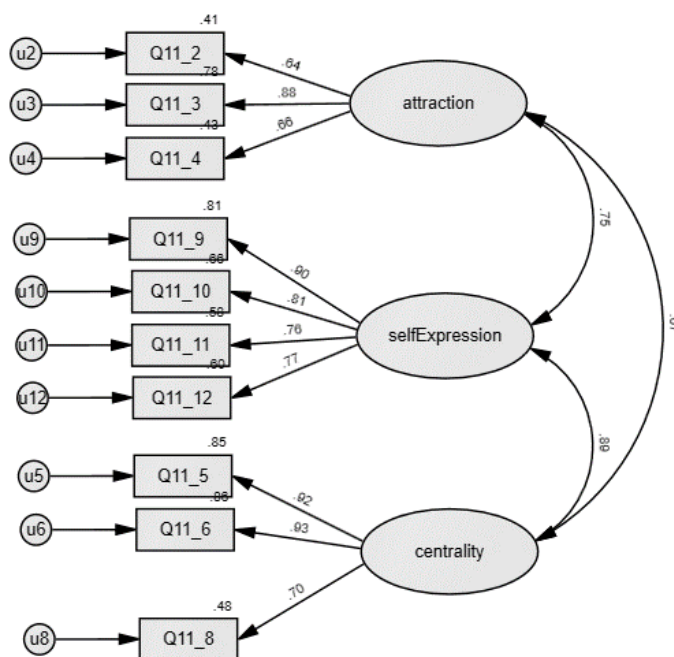 .41
u2 Q11_2 .64
.78
u3 Q11_3 .88 attraction
.43
u4 Q11_4 .66
.75
.81
u9 Q11_9 .90
.66
u10 Q11_10 .81
.58
u11 Q11_11 .76 selfExpression
.60
u12 Q11_12 .77
.89
.85
u5 Q11_5 .92
.86
u6 Q11_6 .93 centrality
.48
u8 Q11_8 .70